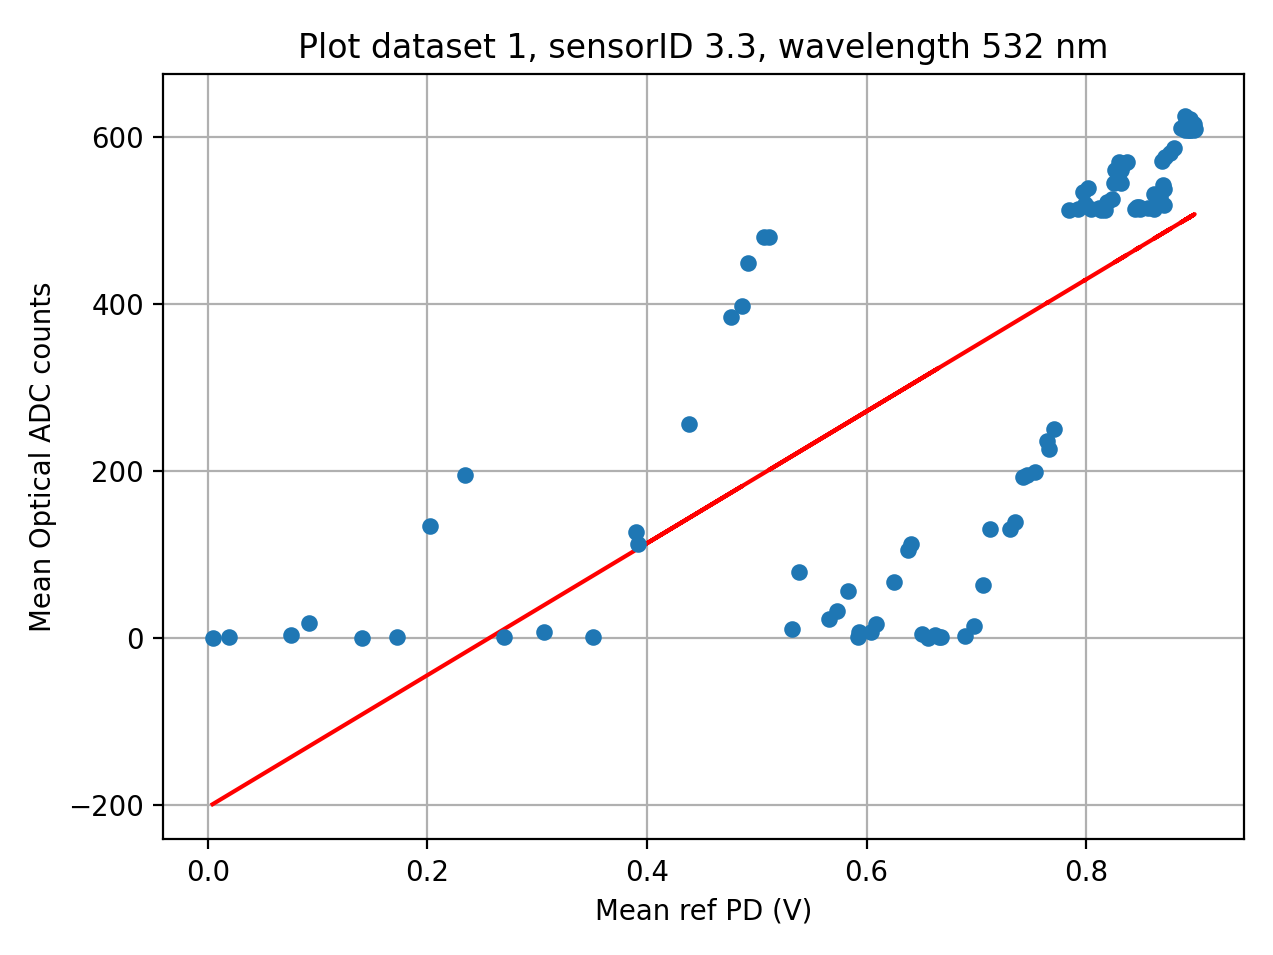 Plot dataset 1, sensorID 3.3, wavelength 532 nm
600
400
200
0
−200
0.0 0.2 0.4 0.6 0.8
Mean Optical ADC counts
Mean ref PD (V)